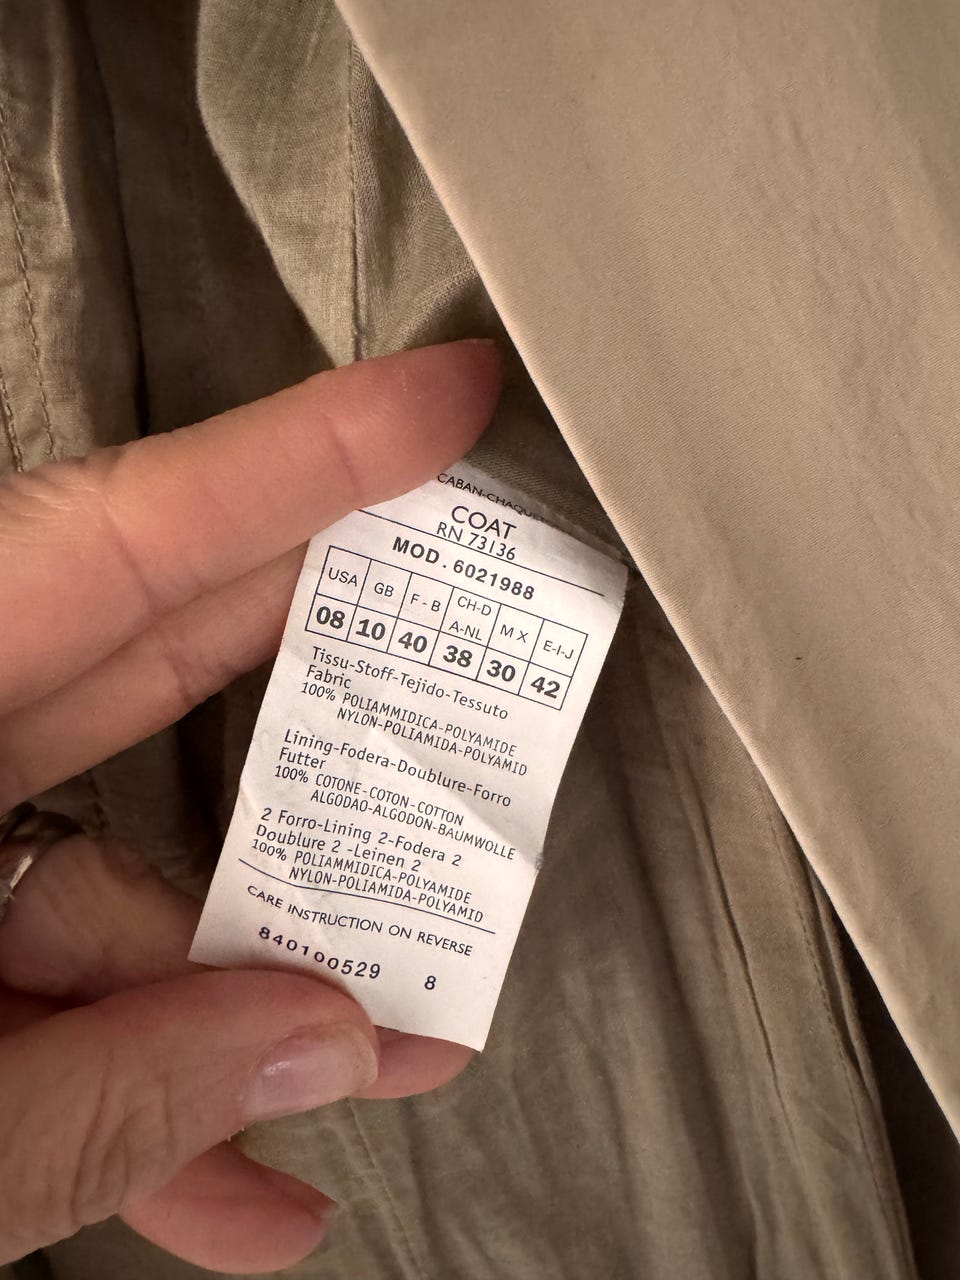 CABAN-CHAQUE
COAT
RN 73136
MOD. 6021988
USA GB F-B CH-D A-NL MX E-I-J
08 10 40 38 30 42
Tissu-Stoff-Tejido-Tessuto
Fabric
100% POLIAMMIDICA-POLYAMIDE
NYLON-POLIAMIDA-POLYAMID
Lining-Fodera-Doublure-Forro
Futter
100% COTONE-COTON-COTTON
ALGODAO-ALGODON-BAUMWOLLE
2 Forro-Lining 2-Fodera 2
Doublure 2 -Leinen 2
100% POLIAMMIDICA-POLYAMIDE
NYLON-POLIAMIDA-POLYAMID
CARE INSTRUCTION ON REVERSE
840100529 8